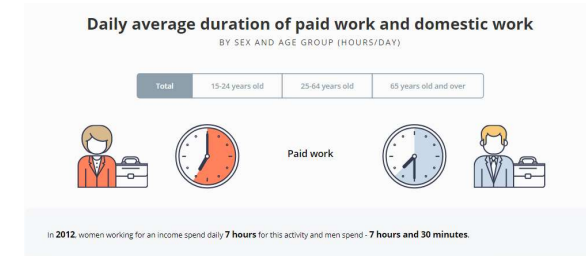 Daily average duration of paid work and domestic work
BY SEX AND AGE GROUP (HOURS/DAY)
Total 15-24 years old 25-64 years old 65 years old and over
Paid work
In 2012, women working for an income spend daily 7 hours for this activity and men spend - 7 hours and 30 minutes.